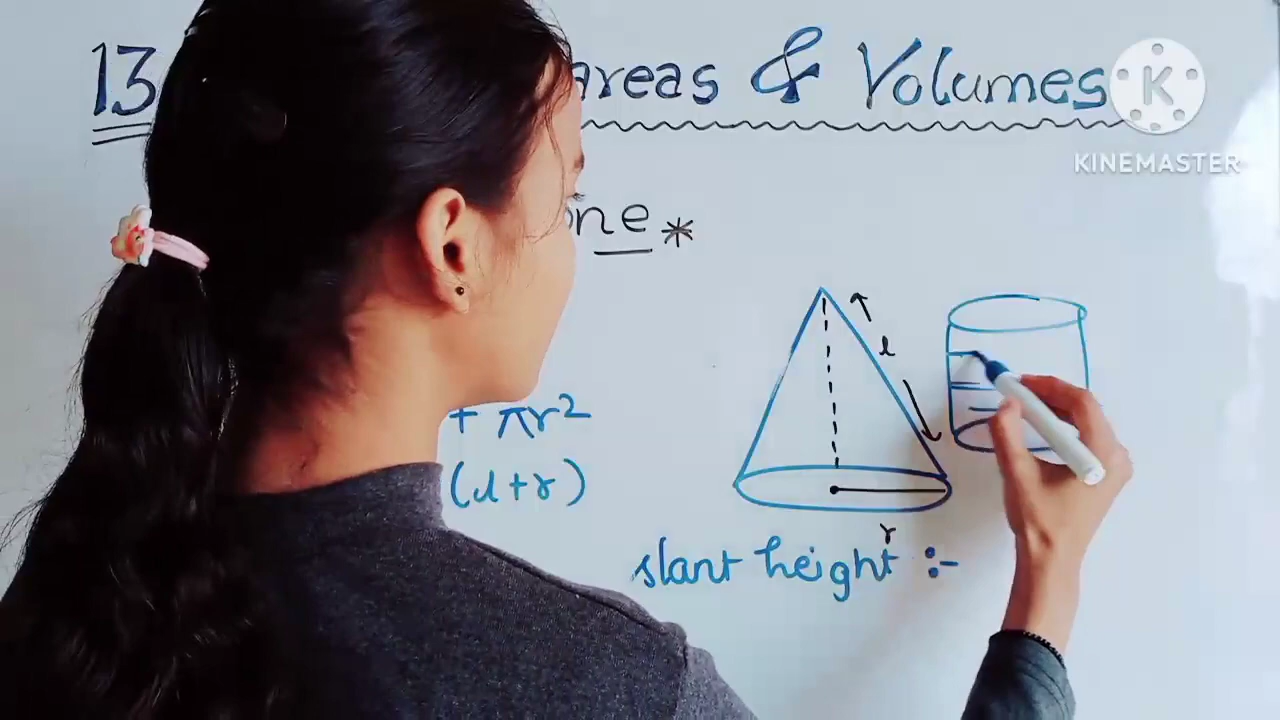 13 areas & Volumes
K
KINEMASTER
one *
l
+ πr²
(l+r)
r
slant height :-